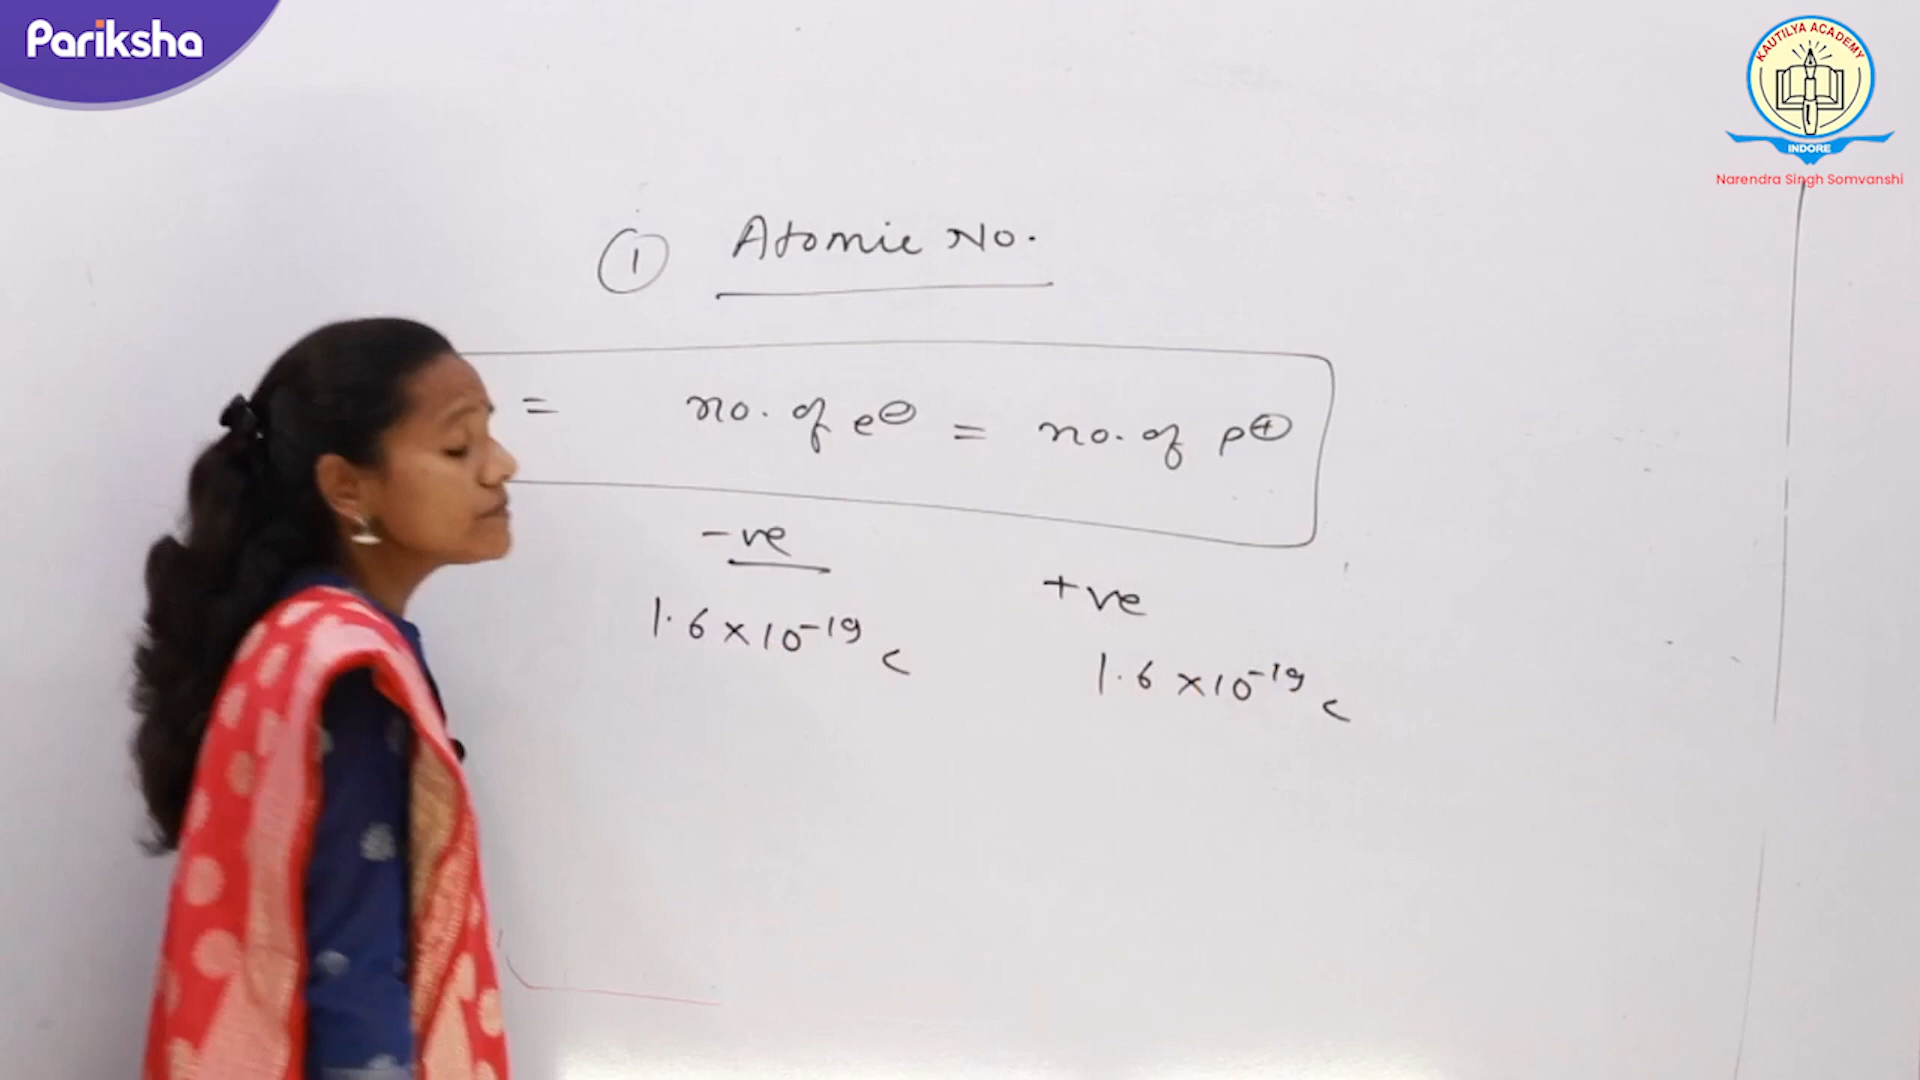 Pariksha
KAUTILYA ACADEMY
INDORE
Narendra Singh Somvanshi
① Atomic No.
= no. of e⊖ = no. of p⊕
-ve
+ve
1.6 × 10⁻¹⁹ c
1.6 × 10⁻¹⁹ c